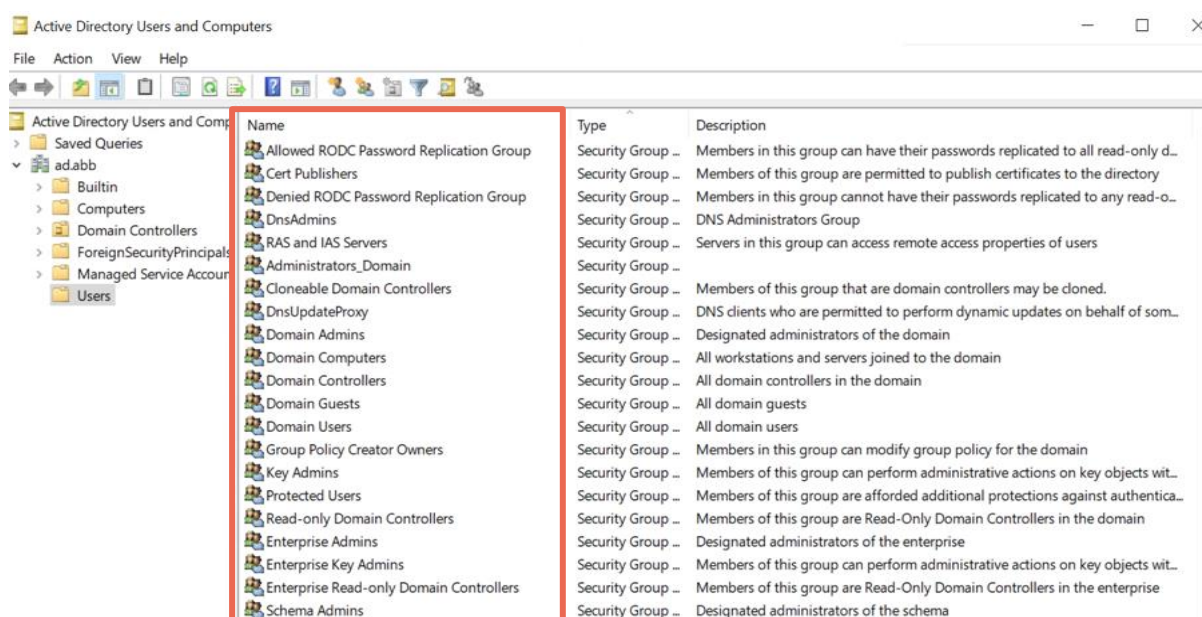 Active Directory Users and Computers
File Action View Help
Active Directory Users and Comp
Saved Queries
ad.abb
Builtin
Computers
Domain Controllers
ForeignSecurityPrincipals
Managed Service Accour
Users
Name Type Description
Allowed RODC Password Replication Group Security Group ... Members in this group can have their passwords replicated to all read-only d...
Cert Publishers Security Group ... Members of this group are permitted to publish certificates to the directory
Denied RODC Password Replication Group Security Group ... Members in this group cannot have their passwords replicated to any read-o...
DnsAdmins Security Group ... DNS Administrators Group
RAS and IAS Servers Security Group ... Servers in this group can access remote access properties of users
Administrators_Domain Security Group ...
Cloneable Domain Controllers Security Group ... Members of this group that are domain controllers may be cloned.
DnsUpdateProxy Security Group ... DNS clients who are permitted to perform dynamic updates on behalf of som...
Domain Admins Security Group ... Designated administrators of the domain
Domain Computers Security Group ... All workstations and servers joined to the domain
Domain Controllers Security Group ... All domain controllers in the domain
Domain Guests Security Group ... All domain guests
Domain Users Security Group ... All domain users
Group Policy Creator Owners Security Group ... Members in this group can modify group policy for the domain
Key Admins Security Group ... Members of this group can perform administrative actions on key objects wit...
Protected Users Security Group ... Members of this group are afforded additional protections against authentica...
Read-only Domain Controllers Security Group ... Members of this group are Read-Only Domain Controllers in the domain
Enterprise Admins Security Group ... Designated administrators of the enterprise
Enterprise Key Admins Security Group ... Members of this group can perform administrative actions on key objects wit...
Enterprise Read-only Domain Controllers Security Group ... Members of this group are Read-Only Domain Controllers in the enterprise
Schema Admins Security Group ... Designated administrators of the schema